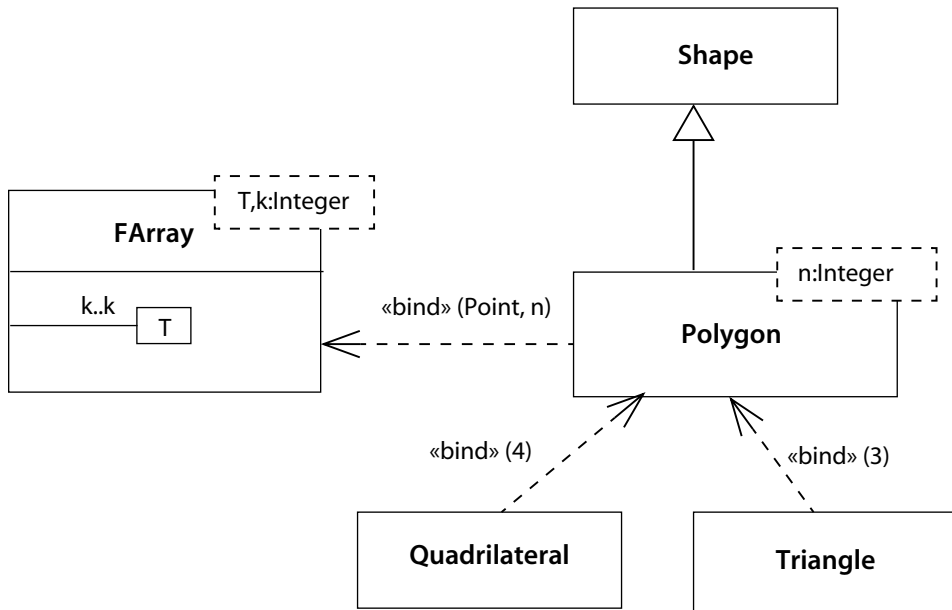 Shape
T,k:Integer
FArray
n:Integer
k..k
T
«bind» (Point, n)
Polygon
«bind» (4)
«bind» (3)
Quadrilateral
Triangle